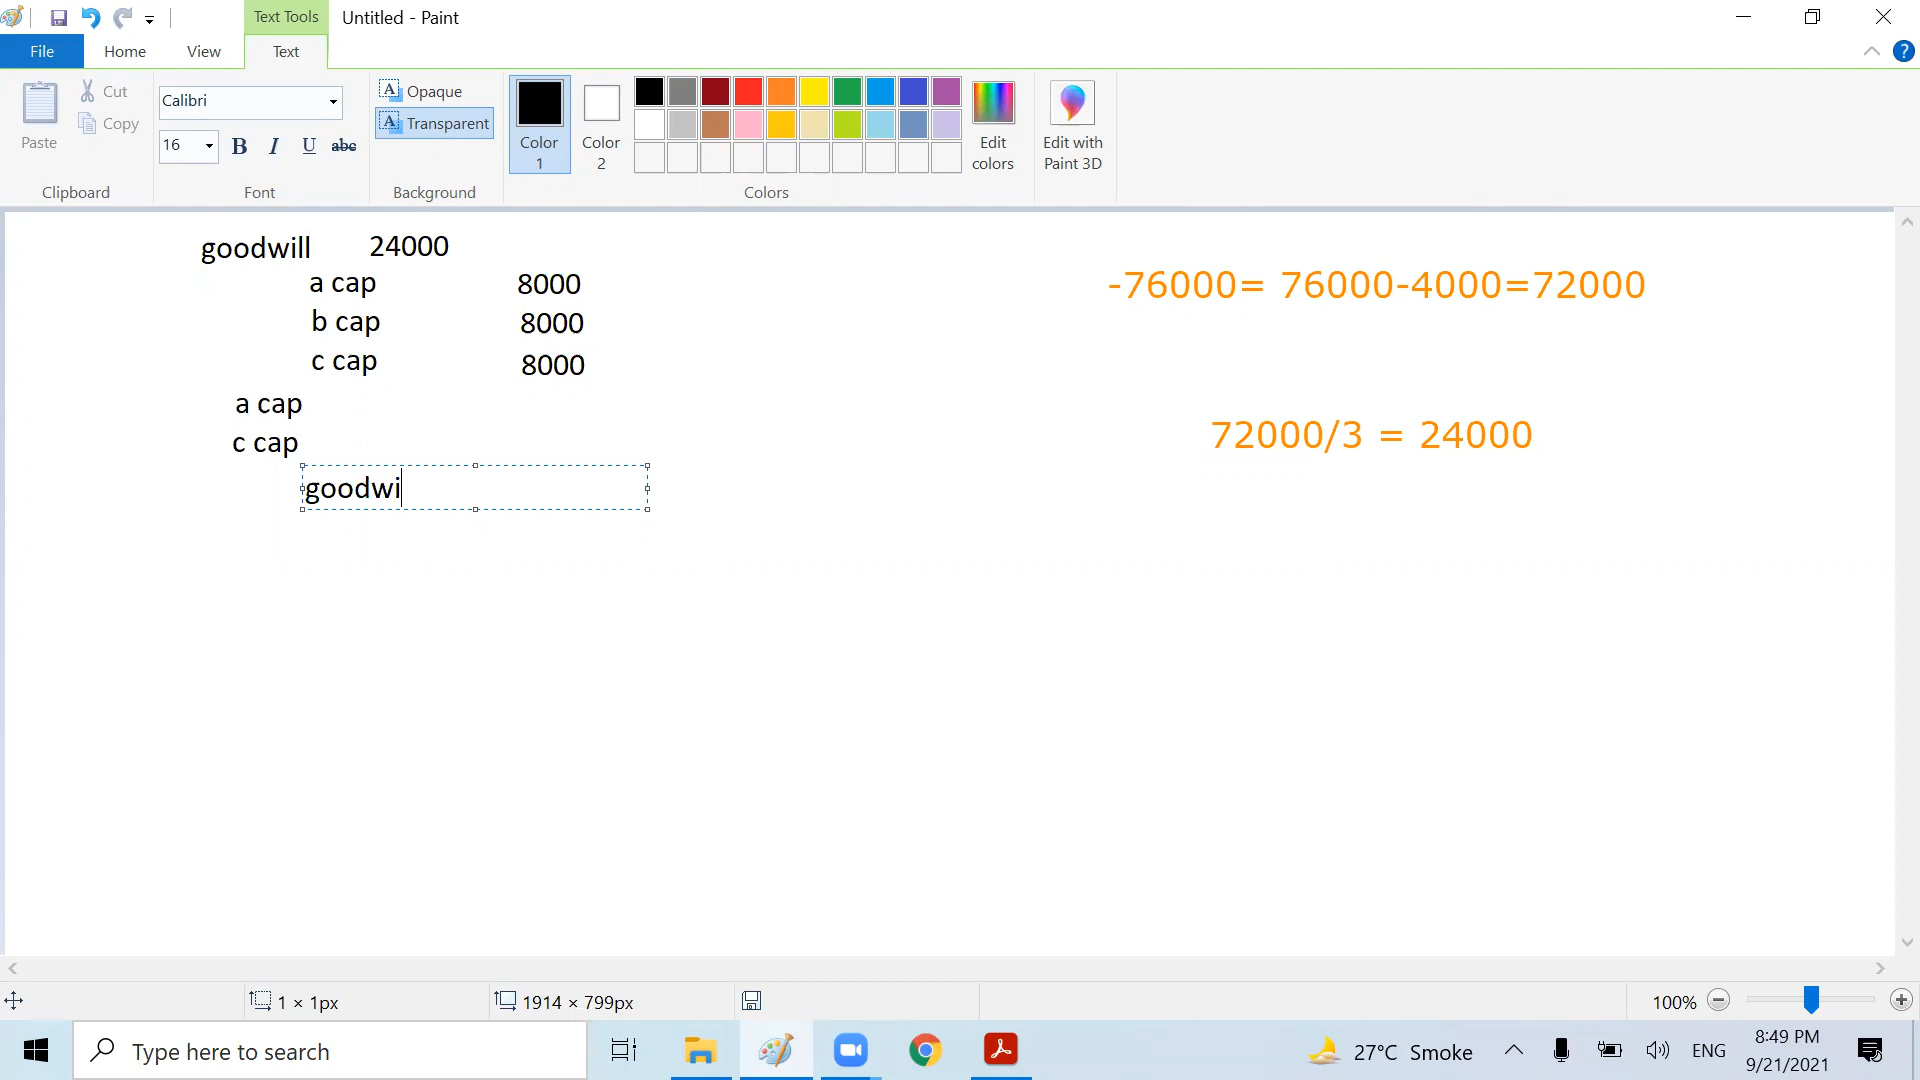 Text Tools Untitled - Paint
File Home View Text
Paste Cut Copy
Clipboard
Calibri
16 B I U abc
Font
Opaque
Transparent
Background
Color 1
Color 2
Colors
Edit colors
Edit with Paint 3D
goodwill 24000
a cap 8000
b cap 8000
c cap 8000
a cap
c cap
goodwi
-76000= 76000-4000=72000
72000/3 = 24000
1 × 1px 1914 × 799px 100%
Type here to search
27°C Smoke ENG
8:49 PM
9/21/2021